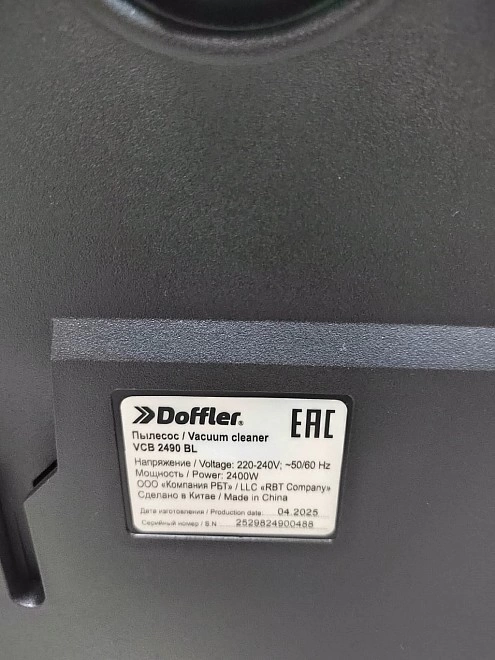 Doffler®
EAC
Пылесос / Vacuum cleaner
VCB 2490 BL
Напряжение / Voltage: 220-240V; ~50/60 Hz
Мощность / Power: 2400W
ООО «Компания РБТ» / LLC «RBT Company»
Сделано в Китае / Made in China
Дата изготовления / Production date: 04.2025
Серийный номер / S.N 2529824900488